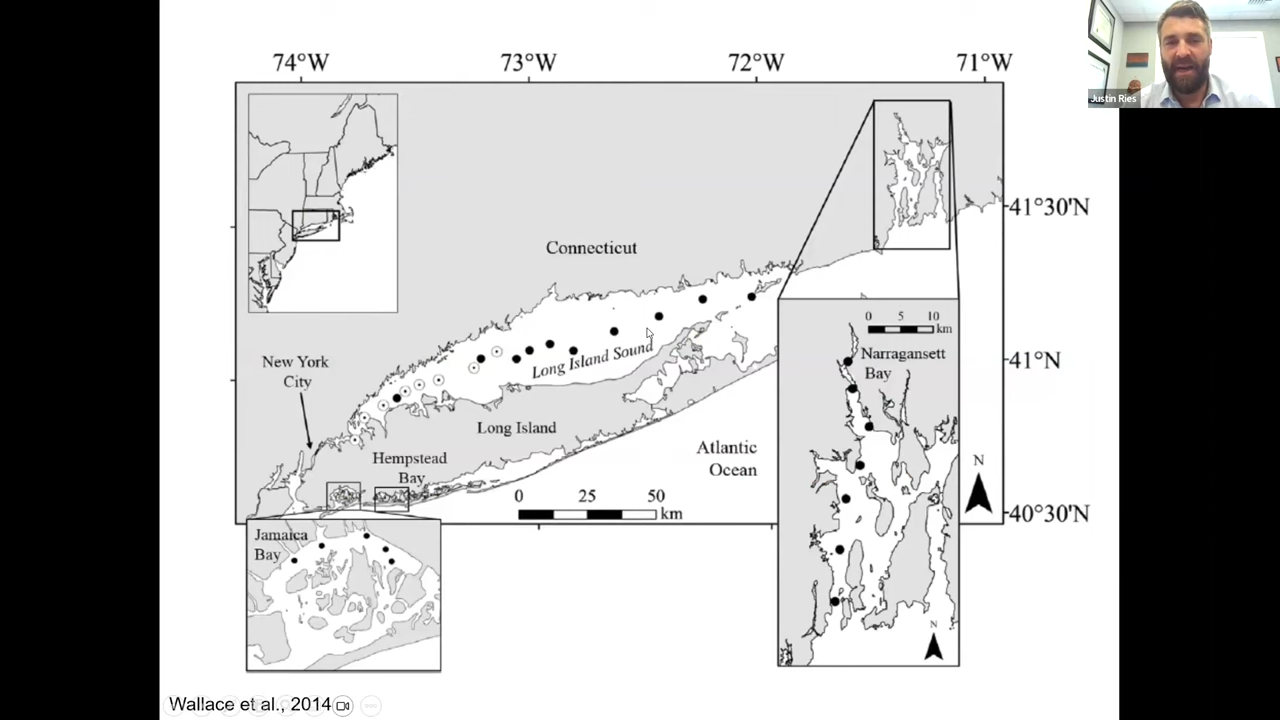 74°W 73°W 72°W 71°W
Justin Ries
41°30'N
Connecticut
0 5 10
km
Narragansett
Bay
41°N
New York
City
Long Island Sound
Long Island
Hempstead
Bay
Atlantic
Ocean
N
0 25 50
km
40°30'N
Jamaica
Bay
N
Wallace et al., 2014